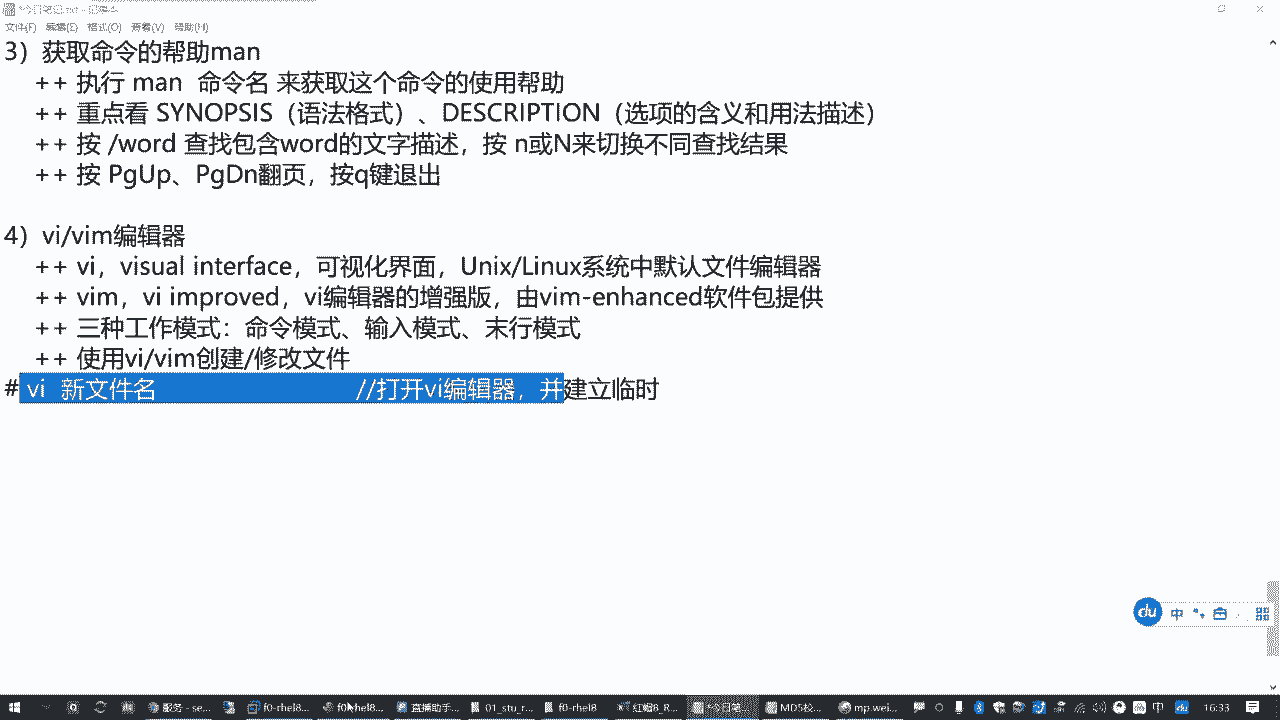 *今日笔记.txt - 记事本
文件(F) 编辑(E) 格式(O) 查看(V) 帮助(H)
3）获取命令的帮助man
++ 执行 man 命令名 来获取这个命令的使用帮助
++ 重点看 SYNOPSIS（语法格式）、DESCRIPTION（选项的含义和用法描述）
++ 按 /word 查找包含word的文字描述，按 n或N来切换不同查找结果
++ 按 PgUp、PgDn翻页，按q键退出
4）vi/vim编辑器
++ vi，visual interface，可视化界面，Unix/Linux系统中默认文件编辑器
++ vim，vi improved，vi编辑器的增强版，由vim-enhanced软件包提供
++ 三种工作模式：命令模式、输入模式、末行模式
++ 使用vi/vim创建/修改文件
# vi 新文件名 //打开vi编辑器，并建立临时
du 中
服务 - se... f0-rhel8... f0-rhel8... 直播助手... 01_stu_r... f0-rhel8 红帽8_R... *今日笔... MD5校... mp.wei... 中 du 16:33